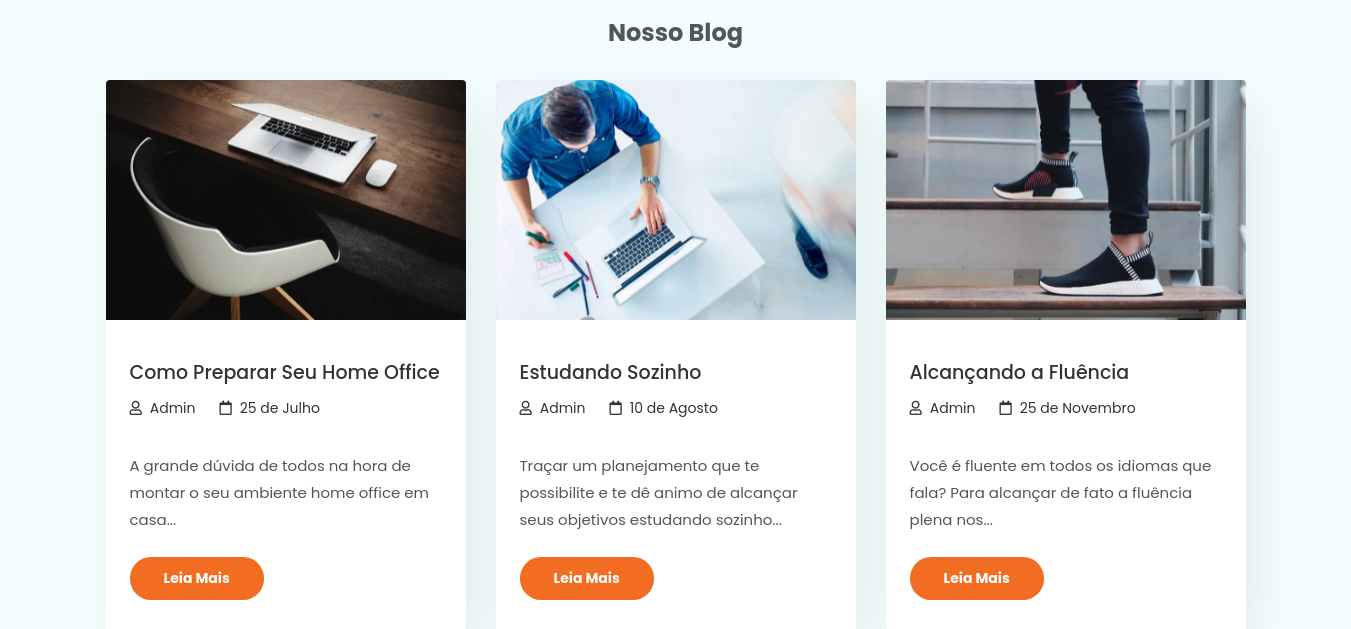 Nosso Blog
Como Preparar Seu Home Office
Admin 25 de Julho
A grande dúvida de todos na hora de
montar o seu ambiente home office em
casa...
Leia Mais
Estudando Sozinho
Admin 10 de Agosto
Traçar um planejamento que te
possibilite e te dê animo de alcançar
seus objetivos estudando sozinho...
Leia Mais
Alcançando a Fluência
Admin 25 de Novembro
Você é fluente em todos os idiomas que
fala? Para alcançar de fato a fluência
plena nos...
Leia Mais